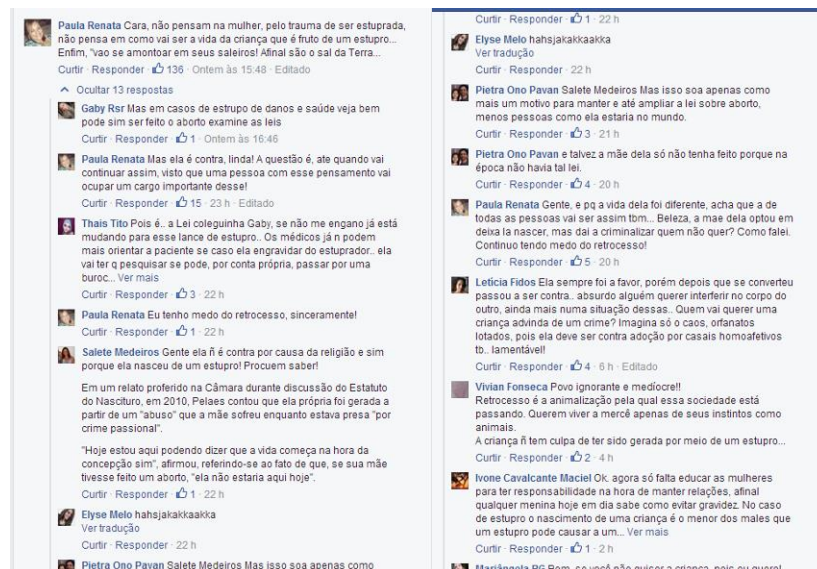 Paula Renata Cara, não pensam na mulher, pelo trauma de ser estuprada,
não pensa em como vai ser a vida da criança que é fruto de um estupro...
Enfim, "vao se amontoar em seus saleiros! Afinal são o sal da Terra...
Curtir · Responder · 136 · Ontem às 15:48 · Editado
Ocultar 13 respostas
Gaby Rsr Mas em casos de estrupo de danos e saúde veja bem
pode sim ser feito o aborto examine as leis
Curtir · Responder · 1 · Ontem às 16:46
Paula Renata Mas ela é contra, linda! A questão é, ate quando vai
continuar assim, visto que uma pessoa com esse pensamento vai
ocupar um cargo importante desse!
Curtir · Responder · 15 · 23 h · Editado
Thais Tito Pois é.. a Lei coleguinha Gaby, se não me engano já está
mudando para esse lance de estupro.. Os médicos já n podem
mais orientar a paciente se caso ela engravidar do estuprador.. ela
vai ter q pesquisar se pode, por conta própria, passar por uma
buroc... Ver mais
Curtir · Responder · 3 · 22 h
Paula Renata Eu tenho medo do retrocesso, sinceramente!
Curtir · Responder · 1 · 22 h
Salete Medeiros Gente ela ñ é contra por causa da religião e sim
porque ela nasceu de um estupro! Procuem saber!
Em um relato proferido na Câmara durante discussão do Estatuto
do Nascituro, em 2010, Pelaes contou que ela própria foi gerada a
partir de um "abuso" que a mãe sofreu enquanto estava presa "por
crime passional".
"Hoje estou aqui podendo dizer que a vida começa na hora da
concepção sim", afirmou, referindo-se ao fato de que, se sua mãe
tivesse feito um aborto, "ela não estaria aqui hoje".
Curtir · Responder · 1 · 22 h
Elyse Melo hahsjakakkaakka
Ver tradução
Curtir · Responder · 22 h
Pietra Ono Pavan Salete Medeiros Mas isso soa apenas como
Curtir · Responder · 1 · 22 h
Elyse Melo hahsjakakkaakka
Ver tradução
Curtir · Responder · 22 h
Pietra Ono Pavan Salete Medeiros Mas isso soa apenas como
mais um motivo para manter e até ampliar a lei sobre aborto,
menos pessoas como ela estaria no mundo.
Curtir · Responder · 3 · 21 h
Pietra Ono Pavan e talvez a mãe dela só não tenha feito porque na
época não havia tal lei.
Curtir · Responder · 4 · 20 h
Paula Renata Gente, e pq a vida dela foi diferente, acha que a de
todas as pessoas vai ser assim tbm... Beleza, a mae dela optou em
deixa la nascer, mas dai a criminalizar quem não quer? Como falei.
Continuo tendo medo do retrocesso!
Curtir · Responder · 5 · 20 h
Letícia Fidos Ela sempre foi a favor, porém depois que se converteu
passou a ser contra.. absurdo alguém querer interferir no corpo do
outro, ainda mais numa situação dessas.. Quem vai querer uma
criança advinda de um crime? Imagina só o caos, orfanatos
lotados, pois ela deve ser contra adoção por casais homoafetivos
tb.. lamentável!
Curtir · Responder · 4 · 6 h · Editado
Vivian Fonseca Povo ignorante e medíocre!!
Retrocesso é a animalização pela qual essa sociedade está
passando. Querem viver a mercê apenas de seus instintos como
animais.
A criança ñ tem culpa de ter sido gerada por meio de um estupro...
Curtir · Responder · 2 · 4 h
Ivone Cavalcante Maciel Ok. agora só falta educar as mulheres
para ter responsabilidade na hora de manter relações, afinal
qualquer menina hoje em dia sabe como evitar gravidez. No caso
de estupro o nascimento de uma criança é o menor dos males que
um estupro pode causar a um... Ver mais
Curtir · Responder · 1 · 2 h